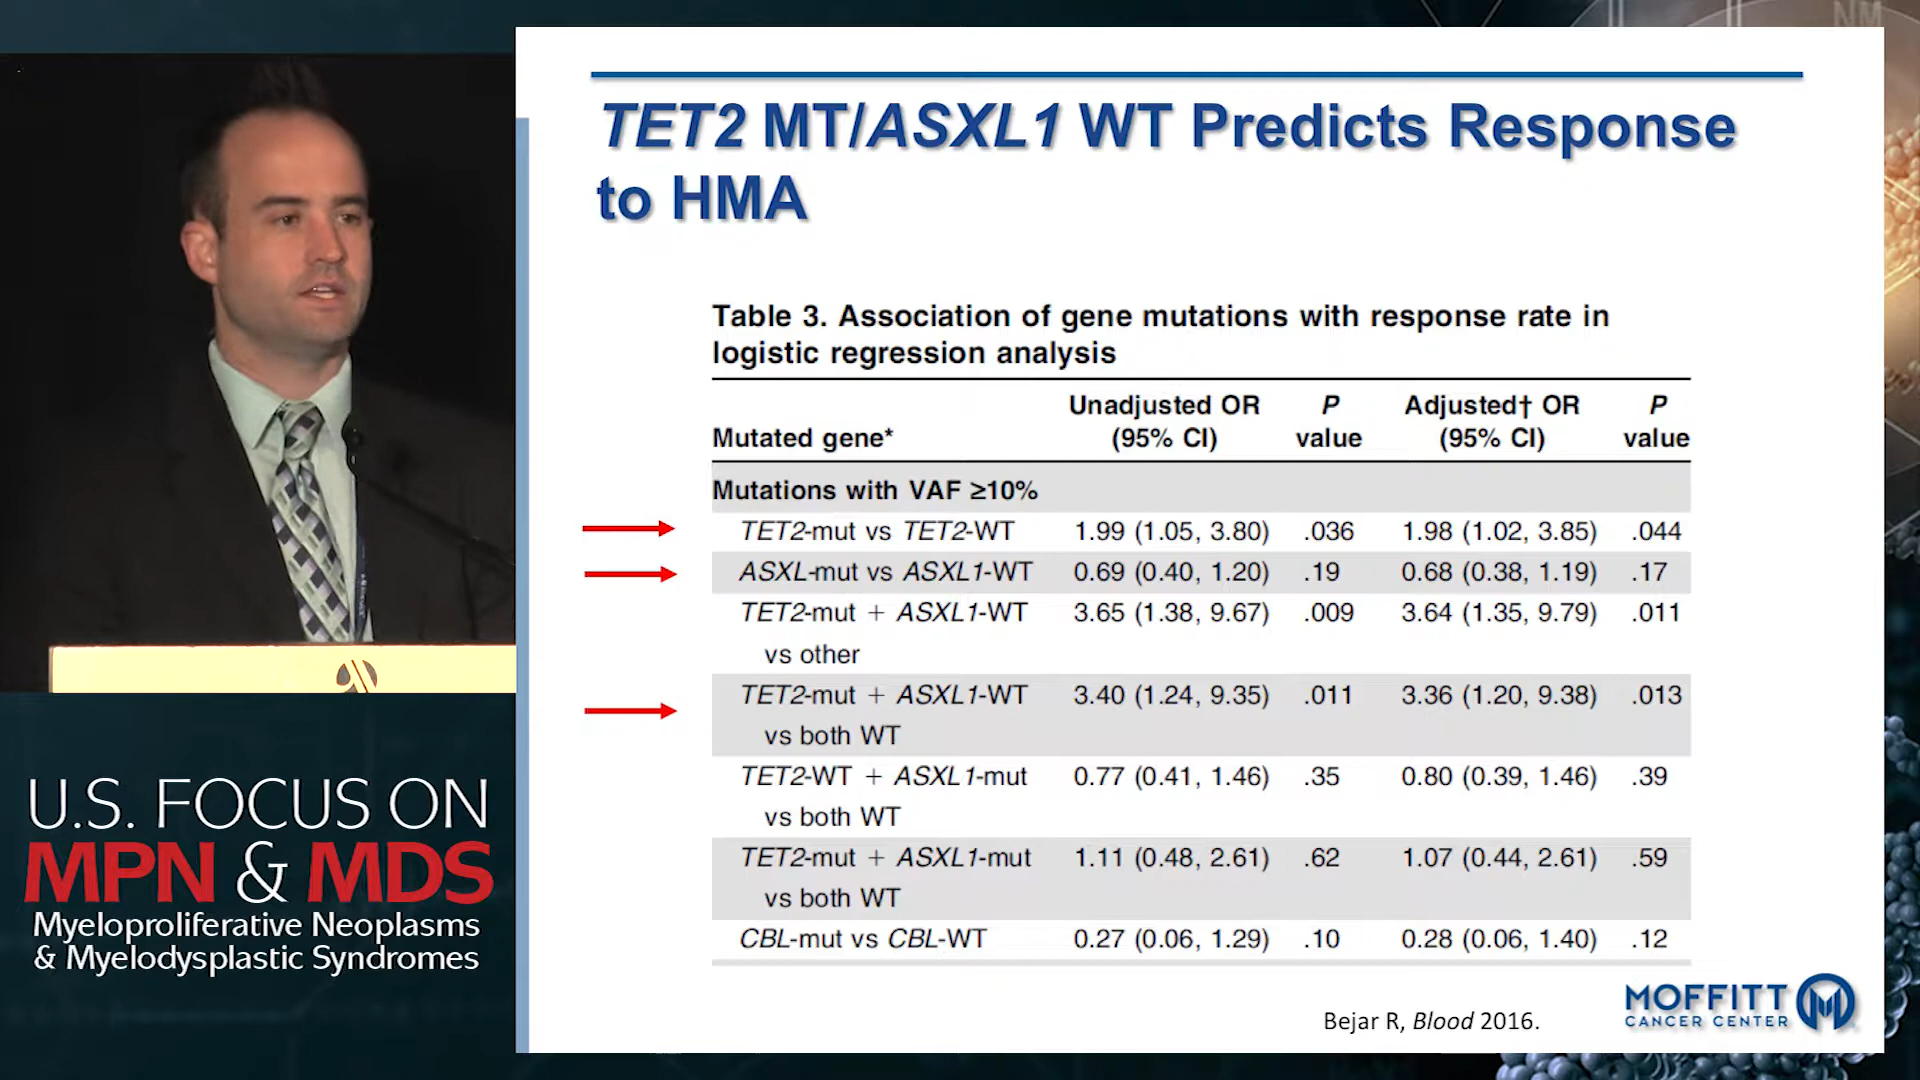 TET2 MT/ASXL1 WT Predicts Response
to HMA
Table 3. Association of gene mutations with response rate in
logistic regression analysis
Mutated gene* Unadjusted OR (95% CI) P value Adjusted† OR (95% CI) P value
Mutations with VAF ≥10%
TET2-mut vs TET2-WT 1.99 (1.05, 3.80) .036 1.98 (1.02, 3.85) .044
ASXL-mut vs ASXL1-WT 0.69 (0.40, 1.20) .19 0.68 (0.38, 1.19) .17
TET2-mut + ASXL1-WT 3.65 (1.38, 9.67) .009 3.64 (1.35, 9.79) .011
vs other
TET2-mut + ASXL1-WT 3.40 (1.24, 9.35) .011 3.36 (1.20, 9.38) .013
vs both WT
TET2-WT + ASXL1-mut 0.77 (0.41, 1.46) .35 0.80 (0.39, 1.46) .39
vs both WT
TET2-mut + ASXL1-mut 1.11 (0.48, 2.61) .62 1.07 (0.44, 2.61) .59
vs both WT
CBL-mut vs CBL-WT 0.27 (0.06, 1.29) .10 0.28 (0.06, 1.40) .12
Bejar R, Blood 2016.
MOFFITT
CANCER CENTER
U.S. FOCUS ON
MPN & MDS
Myeloproliferative Neoplasms
& Myelodysplastic Syndromes
NM